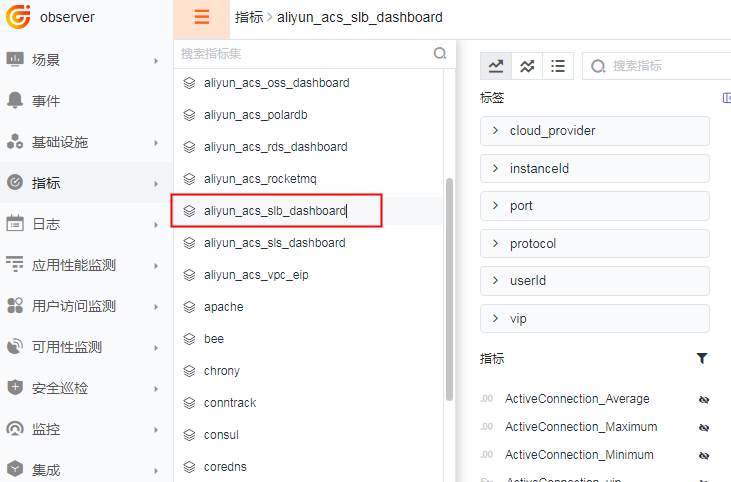 observer
场景
事件
基础设施
指标
日志
应用性能监测
用户访问监测
可用性监测
安全巡检
监控
集成
指标 > aliyun_acs_slb_dashboard
搜索指标集
aliyun_acs_oss_dashboard
aliyun_acs_polardb
aliyun_acs_rds_dashboard
aliyun_acs_rocketmq
aliyun_acs_slb_dashboard
aliyun_acs_sls_dashboard
aliyun_acs_vpc_eip
apache
bee
chrony
conntrack
consul
coredns
搜索指标
标签
cloud_provider
instanceId
port
protocol
userId
vip
指标
.00 ActiveConnection_Average
.00 ActiveConnection_Maximum
.00 ActiveConnection_Minimum
ActiveConnection_vip